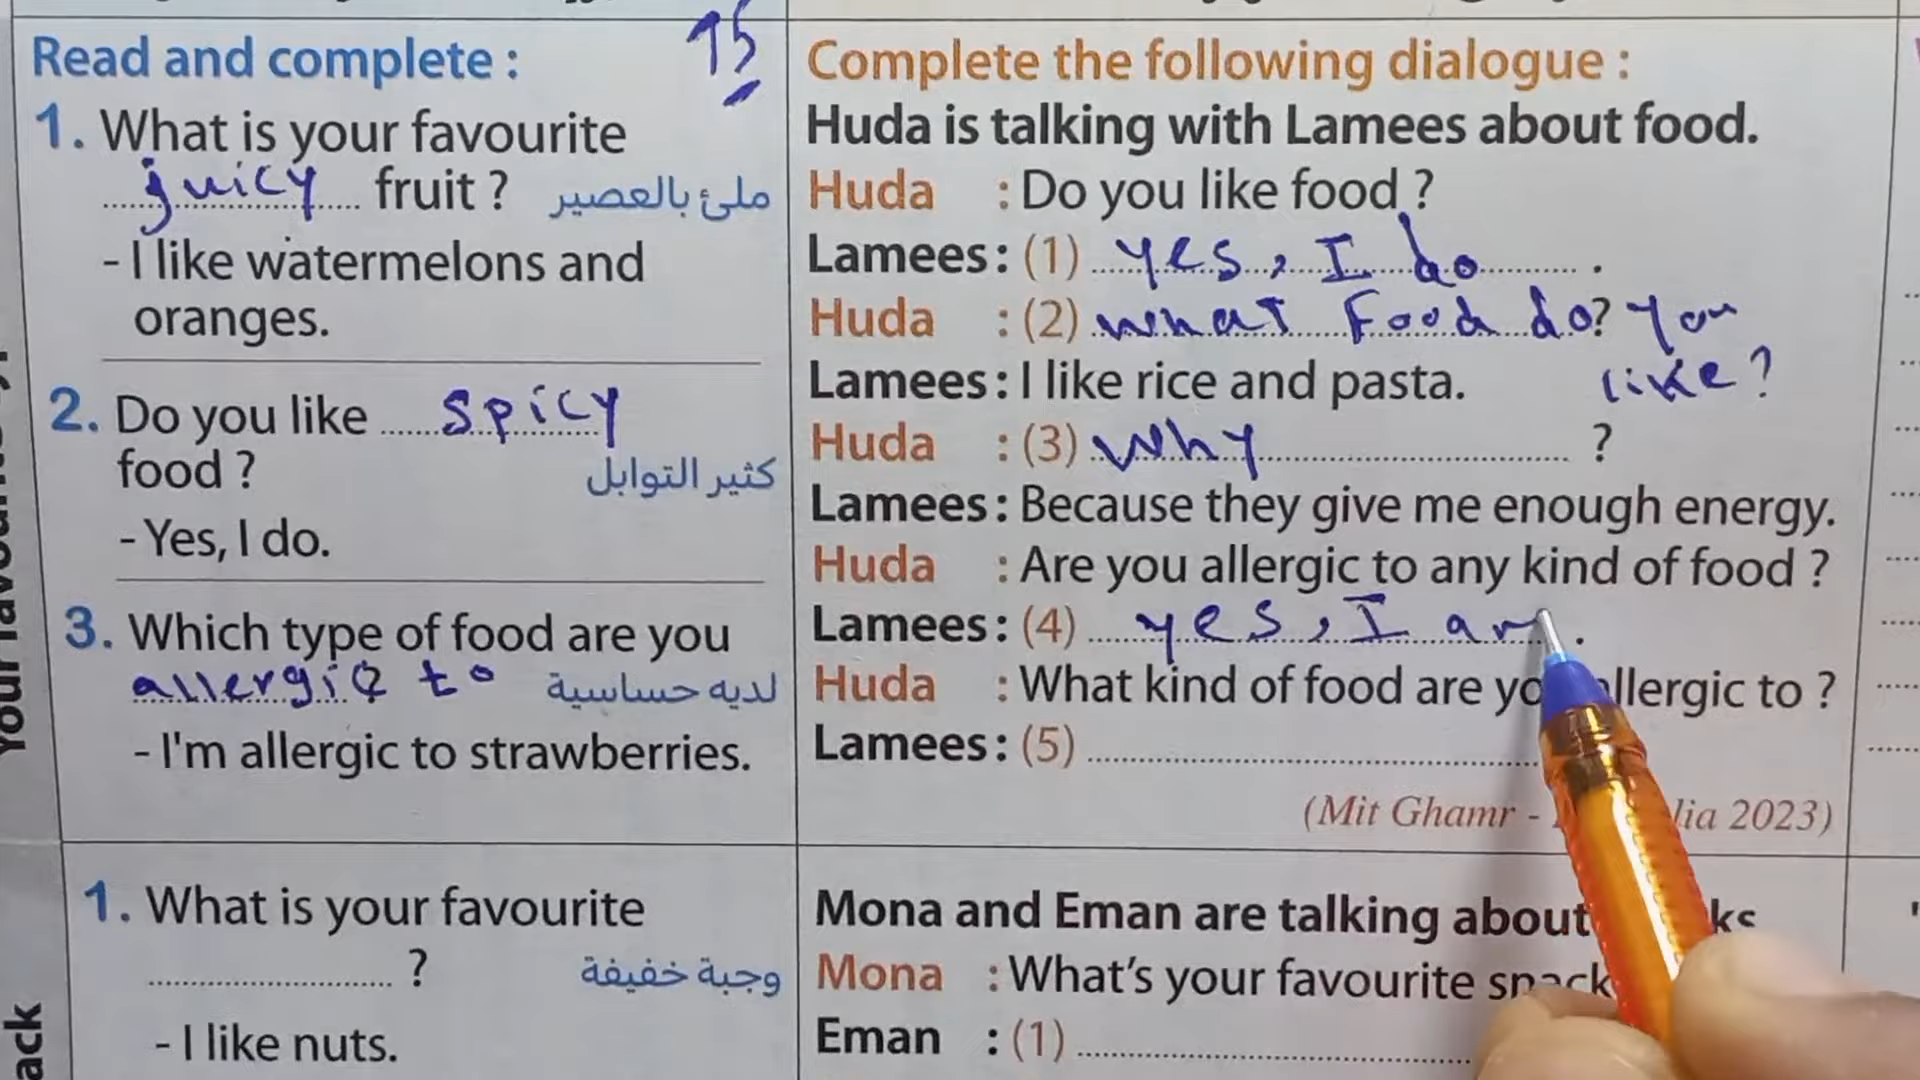 Read and complete :
15
1. What is your favourite
juicy fruit ? ملئ بالعصير
- I like watermelons and
oranges.
2. Do you like spicy
food ? كثير التوابل
- Yes, I do.
3. Which type of food are you
allergic to لديه حساسية
- I'm allergic to strawberries.
1. What is your favourite
? وجبة خفيفة
- I like nuts.
Complete the following dialogue :
Huda is talking with Lamees about food.
Huda : Do you like food ?
Lamees : (1) yes, I do .
Huda : (2) what Food do? you
like?
Lamees : I like rice and pasta.
Huda : (3) why ?
Lamees : Because they give me enough energy.
Huda : Are you allergic to any kind of food ?
Lamees : (4) yes, I am .
Huda : What kind of food are you allergic to ?
Lamees : (5)
(Mit Ghamr - 2023)
Mona and Eman are talking about
Mona : What's your favourite snack
Eman : (1)